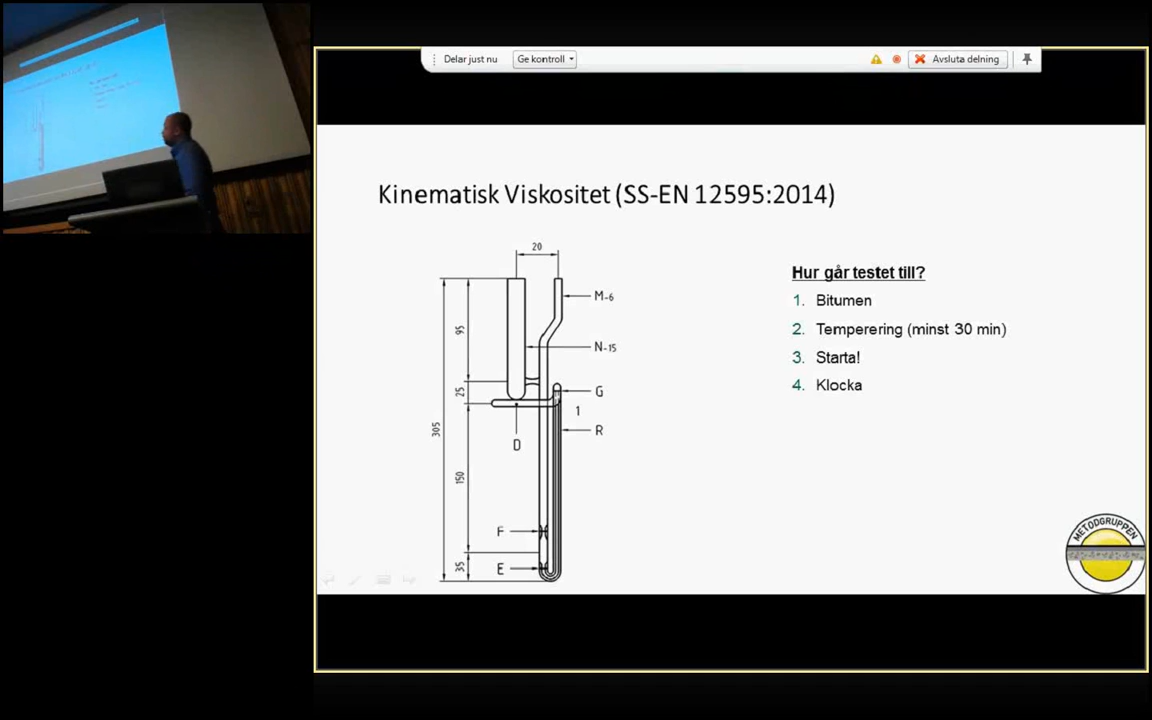 Delar just nu
Ge kontroll
Avsluta delning
Kinematisk Viskositet (SS-EN 12595:2014)
20
M-6
95
N-15
25
G
1
R
305
D
150
F
35
E
Hur går testet till?
1. Bitumen
2. Temperering (minst 30 min)
3. Starta!
4. Klocka
METODGRUPPEN